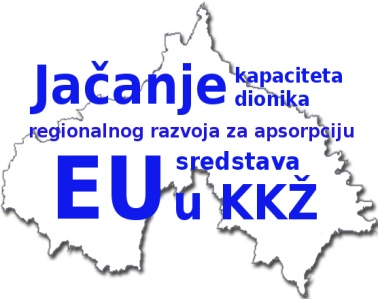 Jačanje kapaciteta
dionika
regionalnog razvoja za apsorpciju
EU sredstava
u KKŽ